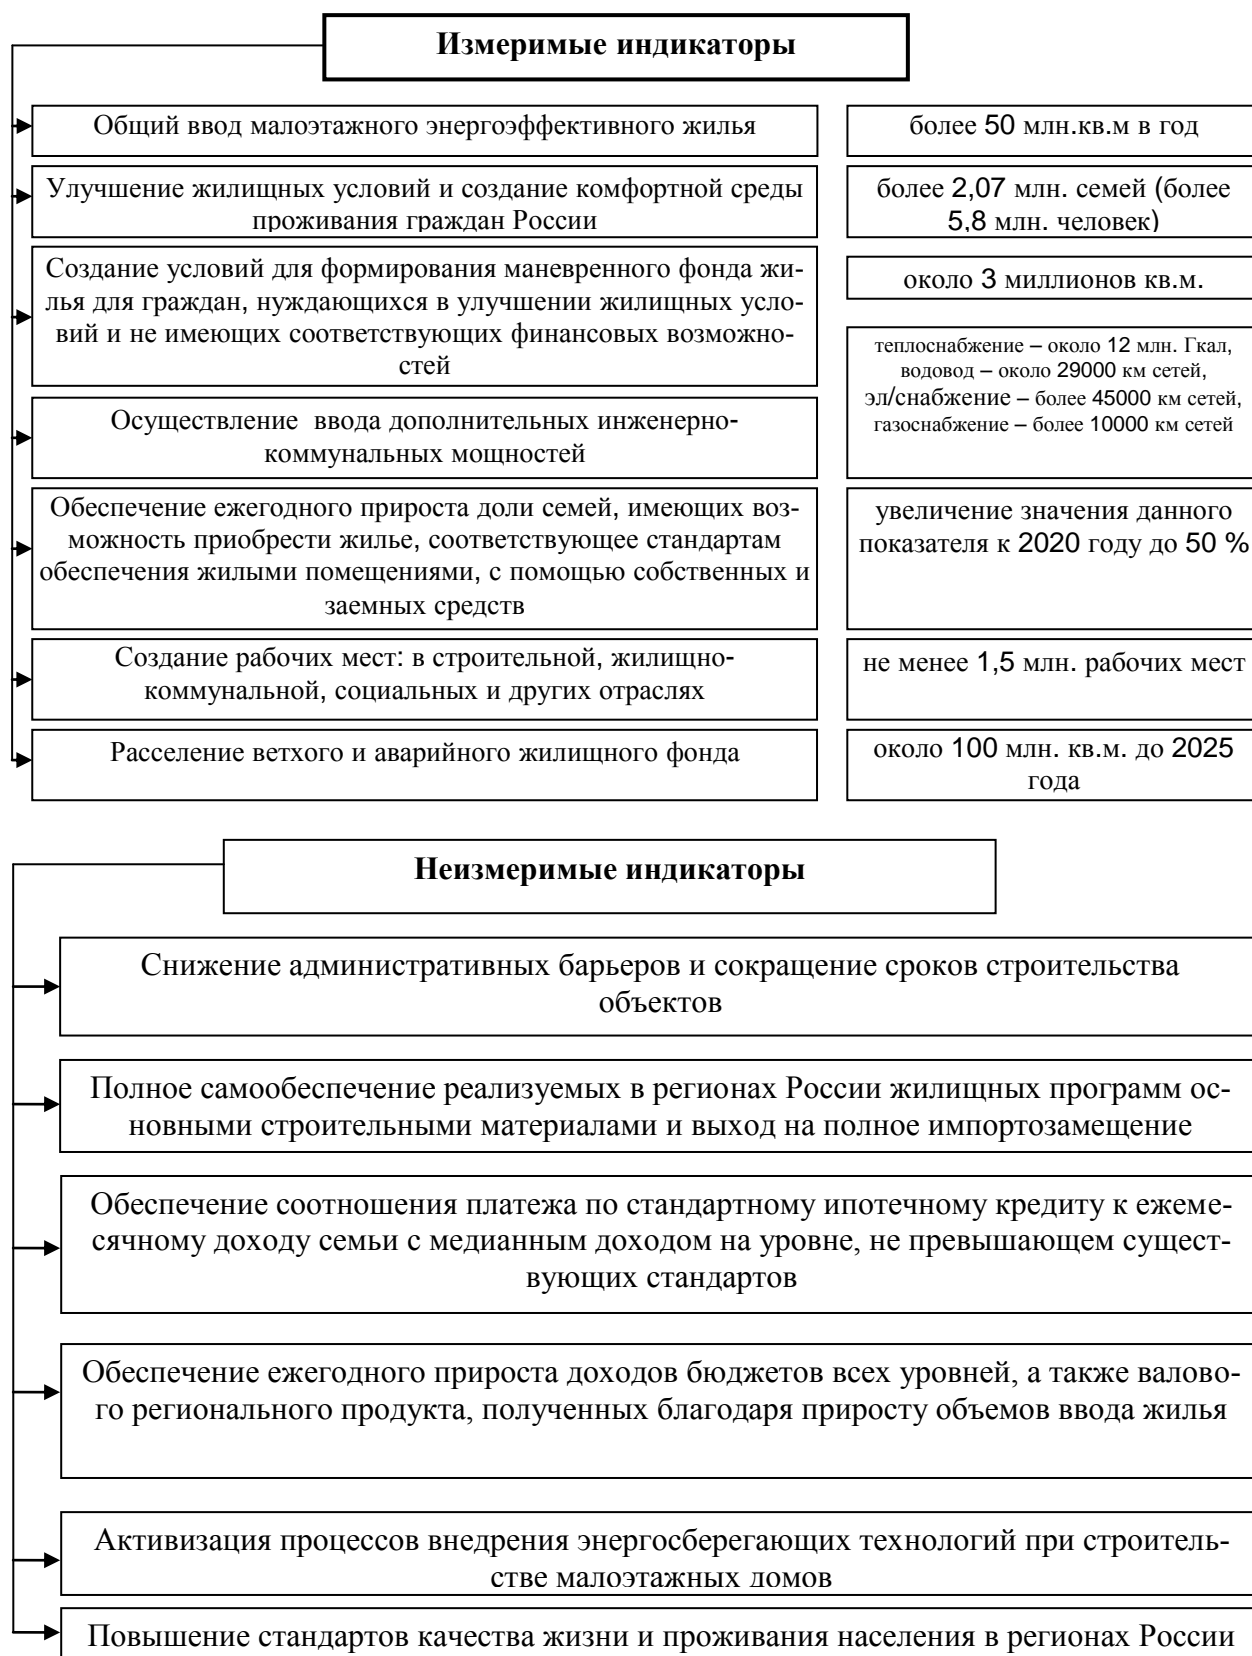 Измеримые индикаторы
Общий ввод малоэтажного энергоэффективного жилья
более 50 млн.кв.м в год
Улучшение жилищных условий и создание комфортной среды
проживания граждан России
более 2,07 млн. семей (более
5,8 млн. человек)
Создание условий для формирования маневренного фонда жи-
лья для граждан, нуждающихся в улучшении жилищных усло-
вий и не имеющих соответствующих финансовых возможно-
стей
около 3 миллионов кв.м.
Осуществление ввода дополнительных инженерно-
коммунальных мощностей
теплоснабжение – около 12 млн. Гкал,
водовод – около 29000 км сетей,
эл/снабжение – более 45000 км сетей,
газоснабжение – более 10000 км сетей
Обеспечение ежегодного прироста доли семей, имеющих воз-
можность приобрести жилье, соответствующее стандартам
обеспечения жилыми помещениями, с помощью собственных и
заемных средств
увеличение значения данного
показателя к 2020 году до 50 %
Создание рабочих мест: в строительной, жилищно-
коммунальной, социальных и других отраслях
не менее 1,5 млн. рабочих мест
Расселение ветхого и аварийного жилищного фонда
около 100 млн. кв.м. до 2025
года
Неизмеримые индикаторы
Снижение административных барьеров и сокращение сроков строительства
объектов
Полное самообеспечение реализуемых в регионах России жилищных программ ос-
новными строительными материалами и выход на полное импортозамещение
Обеспечение соотношения платежа по стандартному ипотечному кредиту к ежеме-
сячному доходу семьи с медианным доходом на уровне, не превышающем сущест-
вующих стандартов
Обеспечение ежегодного прироста доходов бюджетов всех уровней, а также валово-
го регионального продукта, полученных благодаря приросту объемов ввода жилья
Активизация процессов внедрения энергосберегающих технологий при строитель-
стве малоэтажных домов
Повышение стандартов качества жизни и проживания населения в регионах России